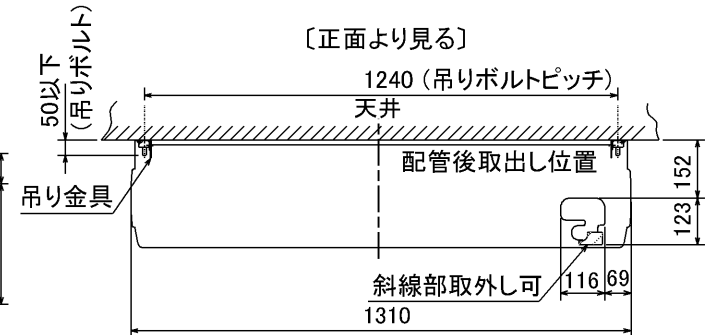 〔正面より見る〕
50以下
(吊りボルト)
1240 (吊りボルトピッチ)
天井
配管後取出し位置
吊り金具
152
123
斜線部取外し可
116
69
1310